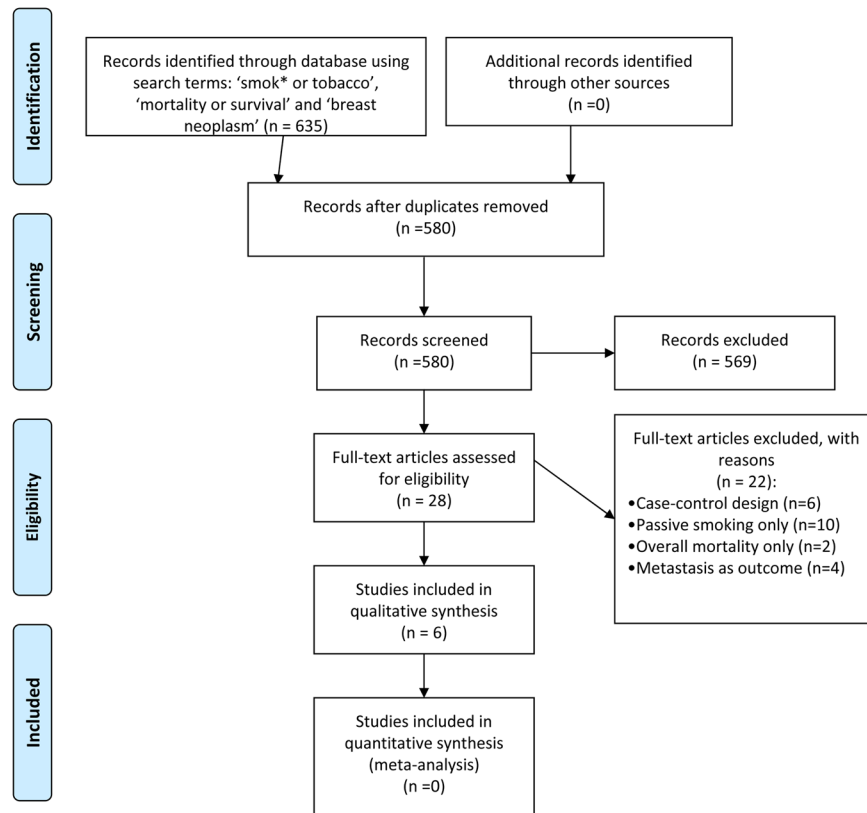 Identification
Records identified through database using
search terms: ‘smok* or tobacco’,
‘mortality or survival’ and ‘breast
neoplasm’ (n = 635)
Additional records identified
through other sources
(n =0)
Records after duplicates removed
(n =580)
Screening
Records screened
(n =580)
Records excluded
(n = 569)
Eligibility
Full-text articles assessed
for eligibility
(n = 28)
Full-text articles excluded, with
reasons
(n = 22):
•Case-control design (n=6)
•Passive smoking only (n=10)
•Overall mortality only (n=2)
•Metastasis as outcome (n=4)
Studies included in
qualitative synthesis
(n = 6)
Included
Studies included in
quantitative synthesis
(meta-analysis)
(n =0)